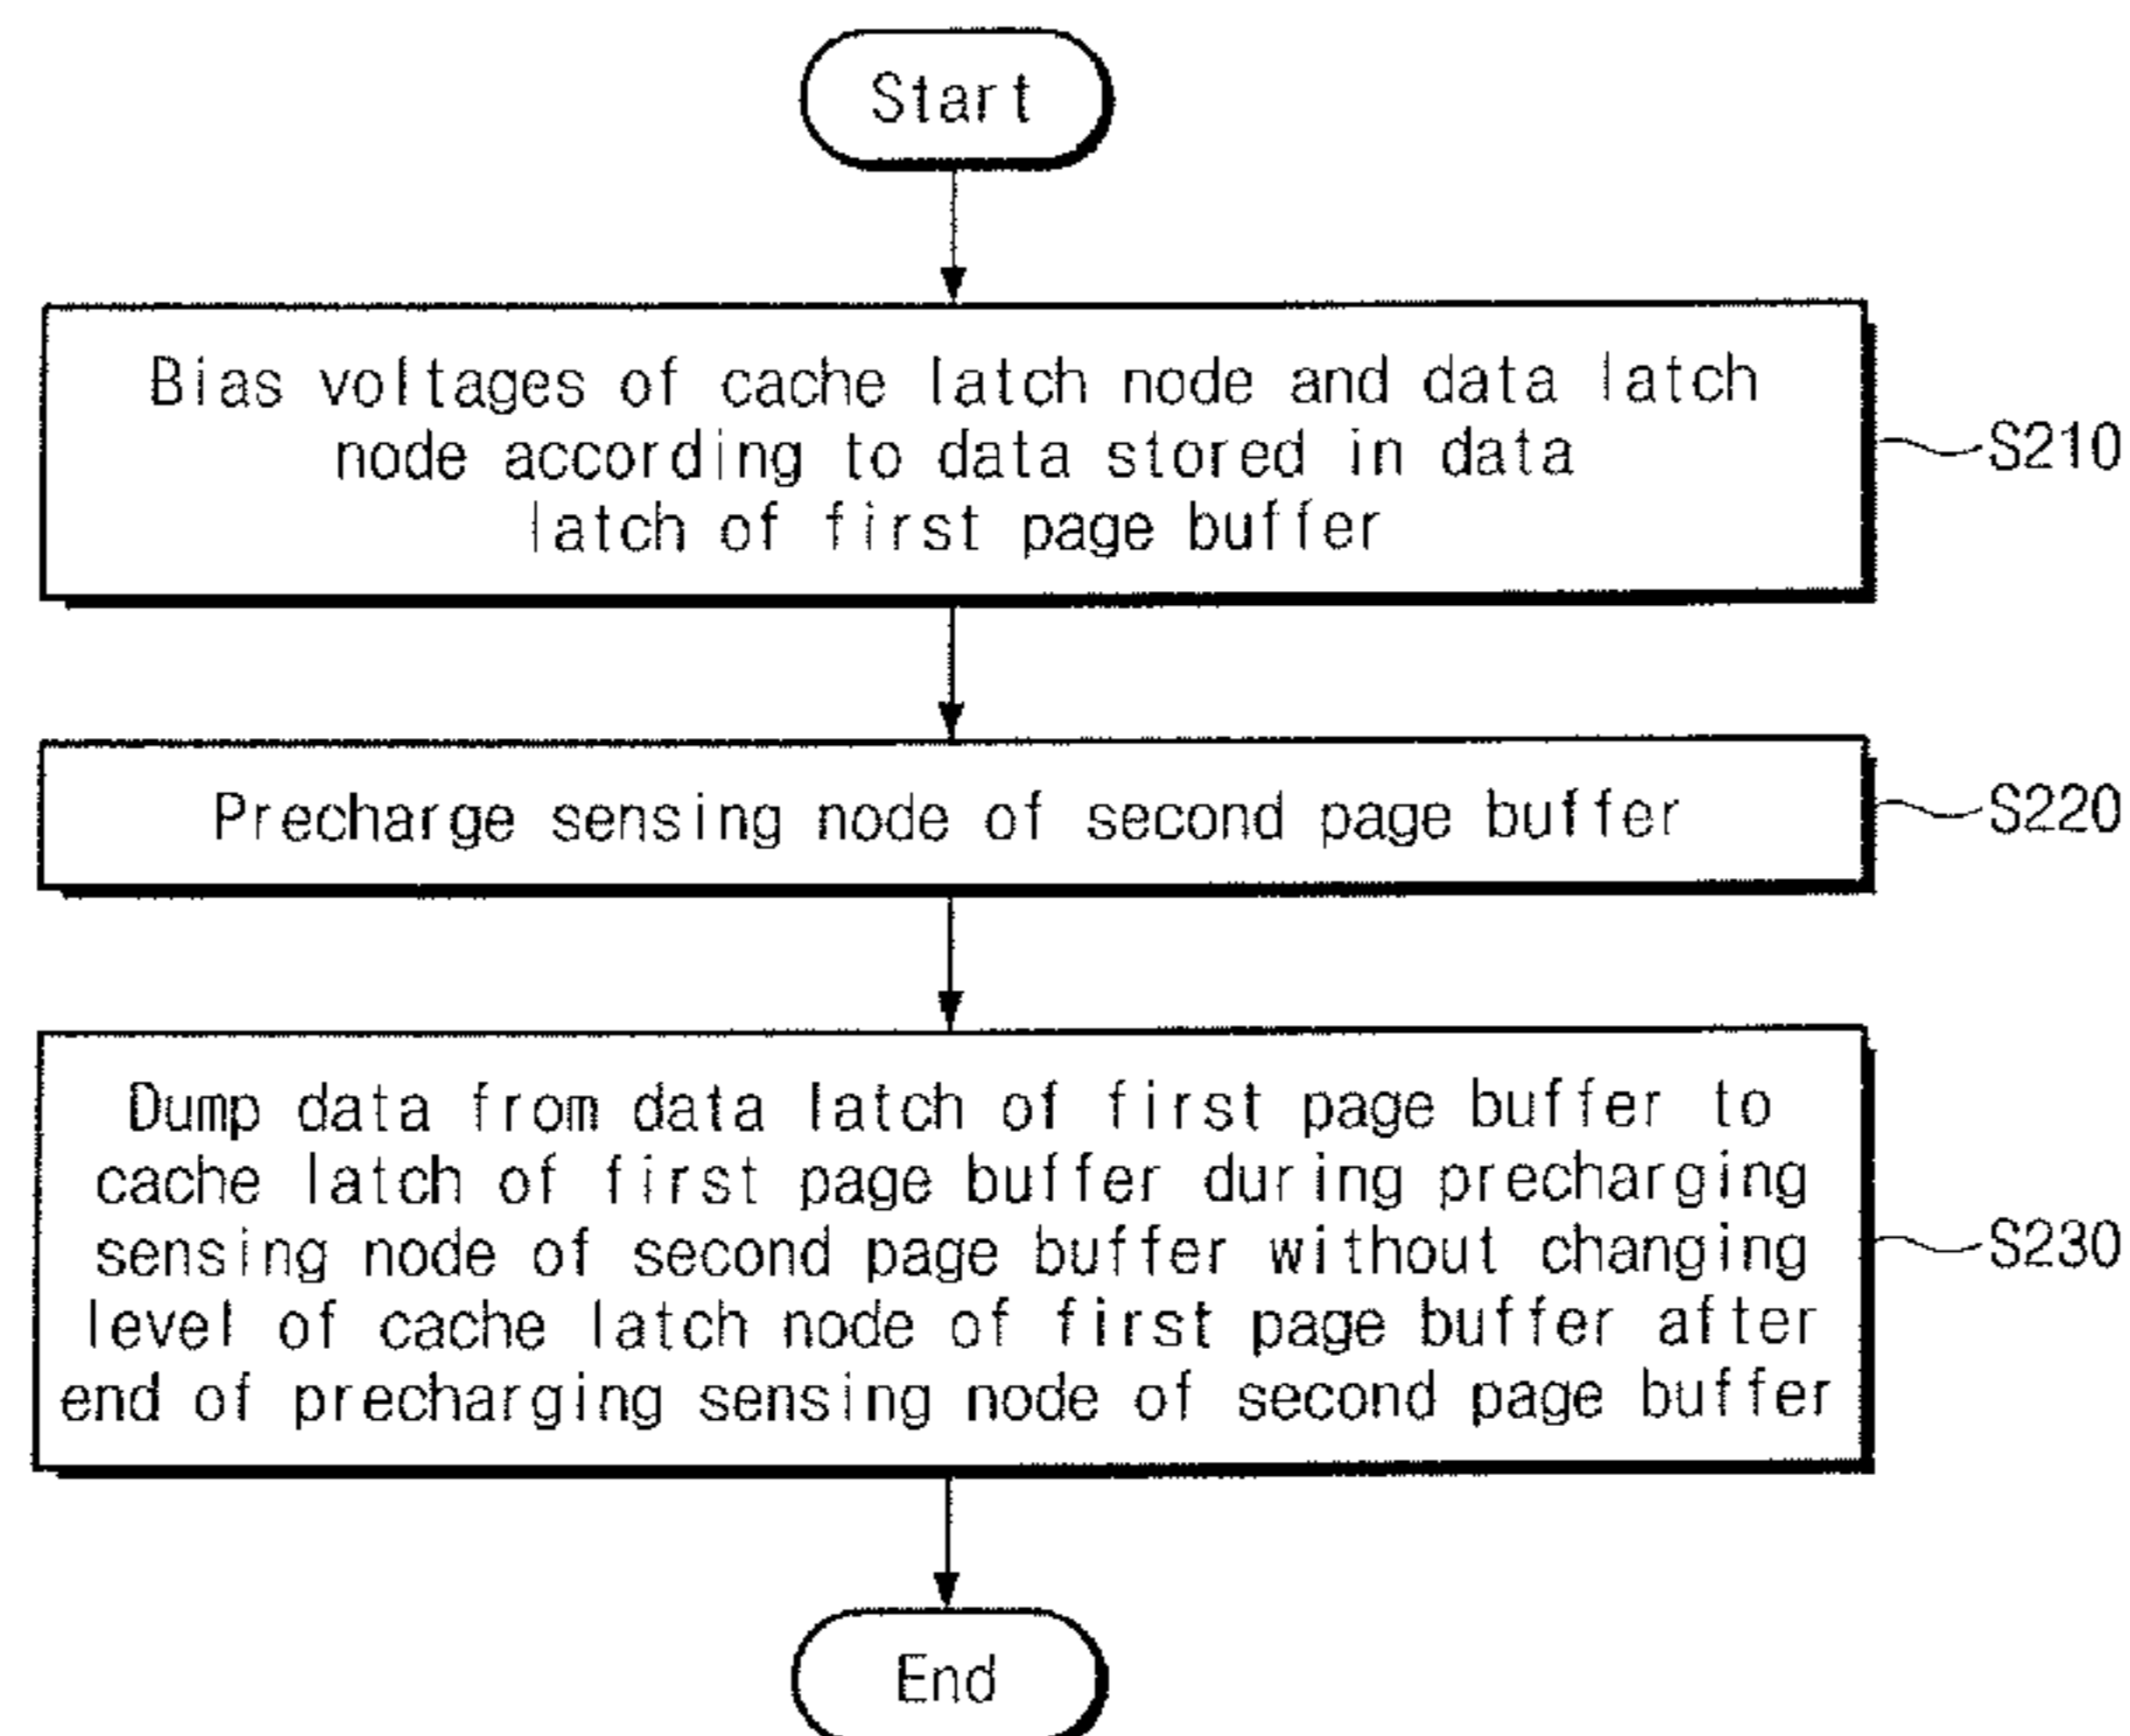 Start
Bias voltages of cache latch node and data latch
node according to data stored in data
latch of first page buffer
S210
Precharge sensing node of second page buffer
S220
Dump data from data latch of first page buffer to
cache latch of first page buffer during precharging
sensing node of second page buffer without changing
level of cache latch node of first page buffer after
end of precharging sensing node of second page buffer
S230
End